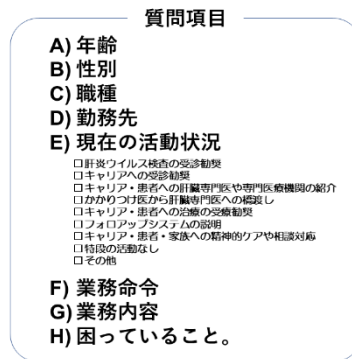 質問項目
A) 年齢
B) 性別
C) 職種
D) 勤務先
E) 現在の活動状況
□肝炎ウイルス検査の受診勧奨
□キャリアへの受診勧奨
□キャリア・患者への肝臓専門医や専門医療機関の紹介
□かかりつけ医から肝臓専門医への橋渡し
□キャリア・患者への治療の受療勧奨
□フォロアップシステムの説明
□キャリア・患者・家族への精神的ケアや相談対応
□特段の活動なし
□その他
F) 業務命令
G) 業務内容
H) 困っていること。